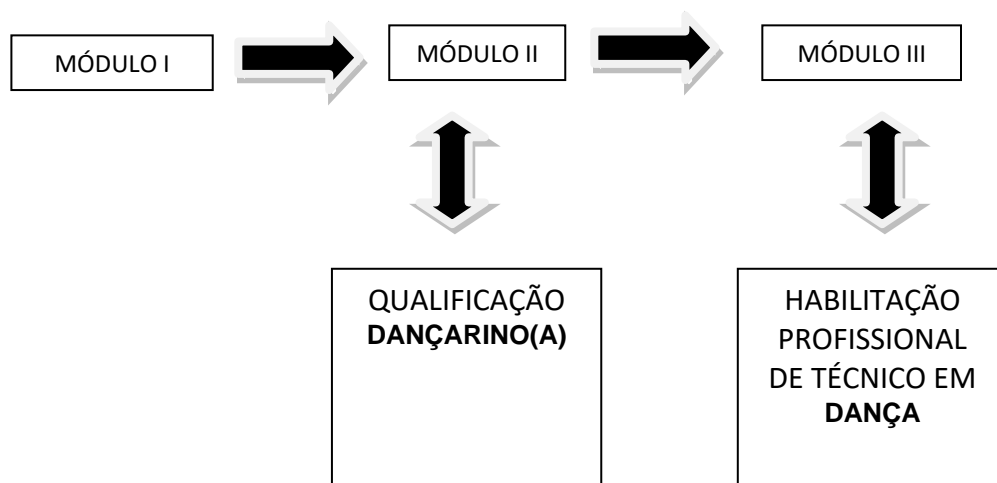 MÓDULO I
MÓDULO II
MÓDULO III
QUALIFICAÇÃO
DANÇARINO(A)
HABILITAÇÃO
PROFISSIONAL
DE TÉCNICO EM
DANÇA